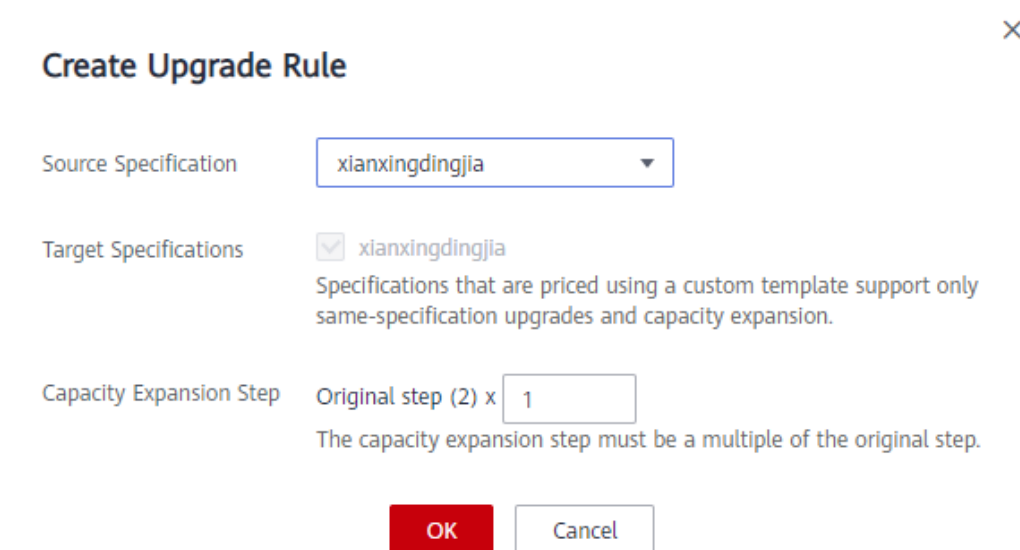 Create Upgrade Rule
Source Specification
xianxingdingjia
Target Specifications
xianxingdingjia
Specifications that are priced using a custom template support only
same-specification upgrades and capacity expansion.
Capacity Expansion Step
Original step (2) x 1
The capacity expansion step must be a multiple of the original step.
OK
Cancel